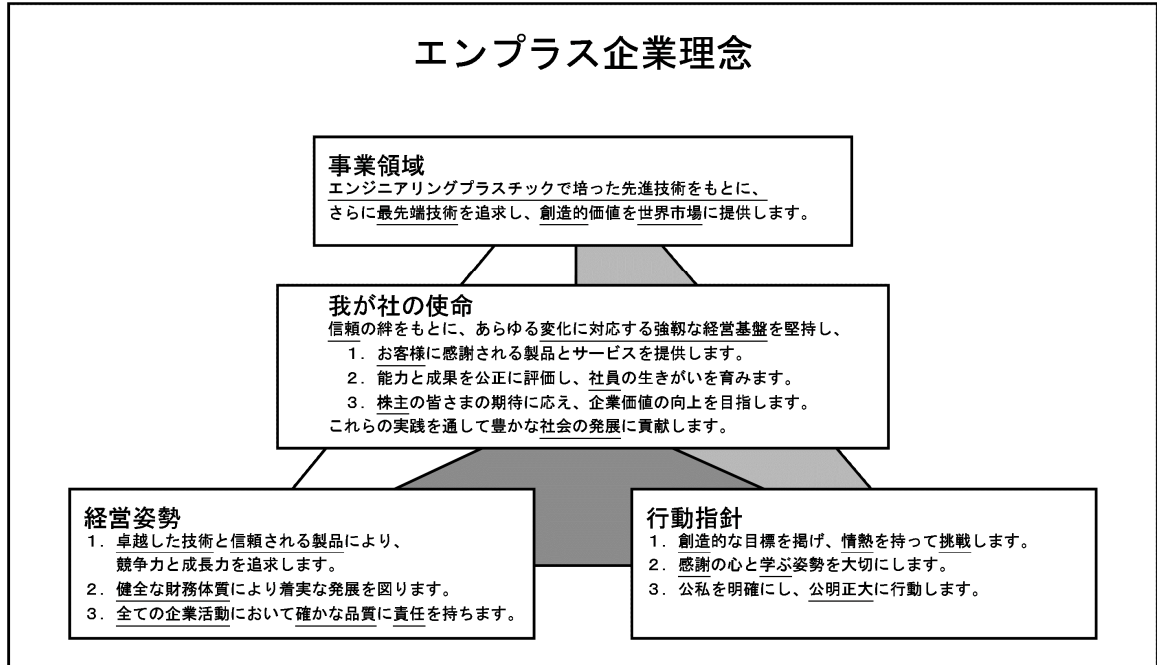 エンプラス企業理念
事業領域
エンジニアリングプラスチックで培った先進技術をもとに、
さらに最先端技術を追求し、創造的価値を世界市場に提供します。
我が社の使命
信頼の絆をもとに、あらゆる変化に対応する強靱な経営基盤を堅持し、
１．お客様に感謝される製品とサービスを提供します。
２．能力と成果を公正に評価し、社員の生きがいを育みます。
３．株主の皆さまの期待に応え、企業価値の向上を目指します。
これらの実践を通して豊かな社会の発展に貢献します。
経営姿勢
１．卓越した技術と信頼される製品により、
競争力と成長力を追求します。
２．健全な財務体質により着実な発展を図ります。
３．全ての企業活動において確かな品質に責任を持ちます。
行動指針
１．創造的な目標を掲げ、情熱を持って挑戦します。
２．感謝の心と学ぶ姿勢を大切にします。
３．公私を明確にし、公明正大に行動します。